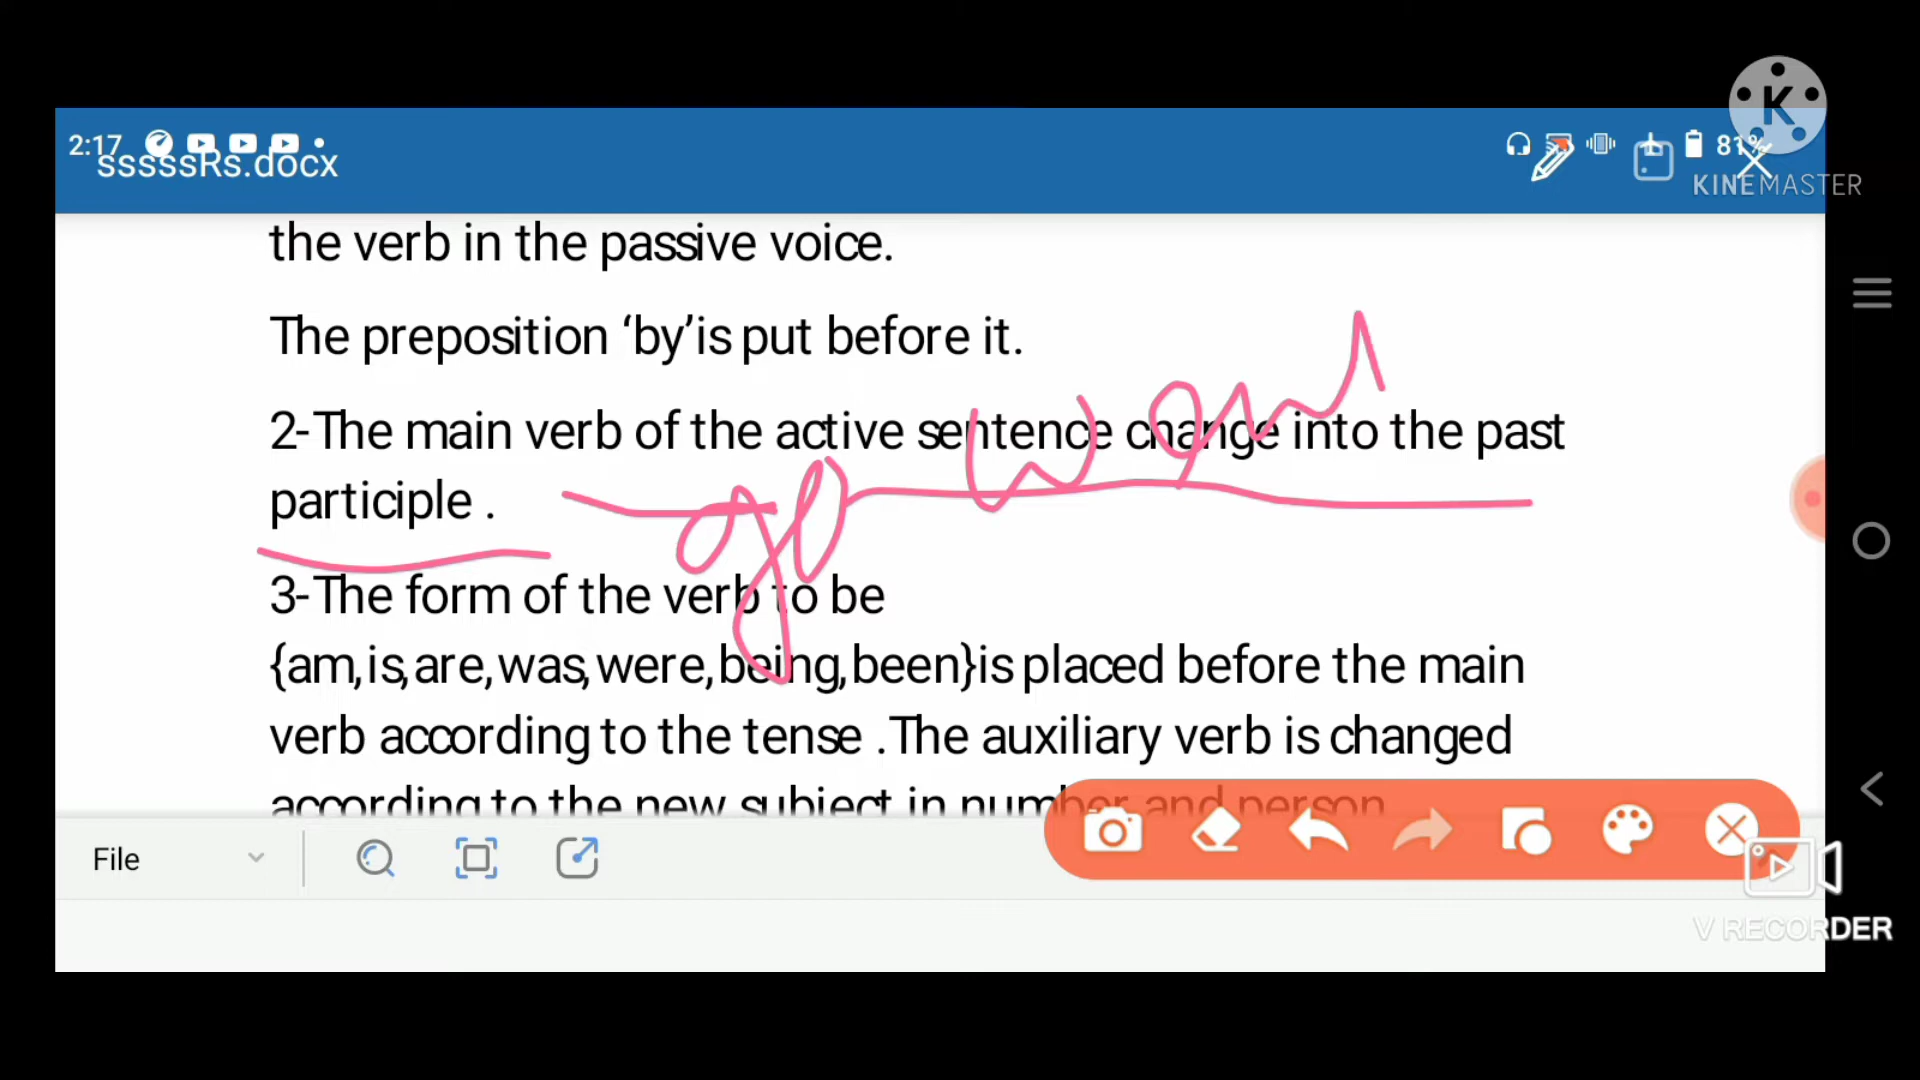 2:17 81%
sssssRs.docx
KINEMASTER
the verb in the passive voice.
The preposition ‘by’is put before it.
2-The main verb of the active sentence change into the past
participle .
go
3-The form of the verb to be
{am,is,are,was,were,being,been}is placed before the main
verb according to the tense .The auxiliary verb is changed
according to the new subject in number and person
File
V RECORDER